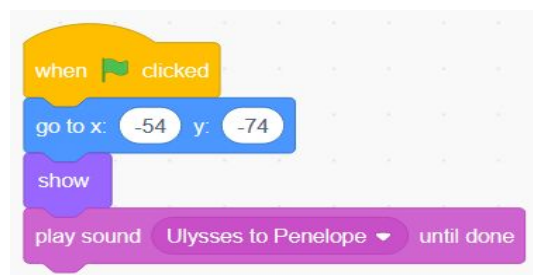 when clicked
go to x: -54 y: -74
show
play sound Ulysses to Penelope until done